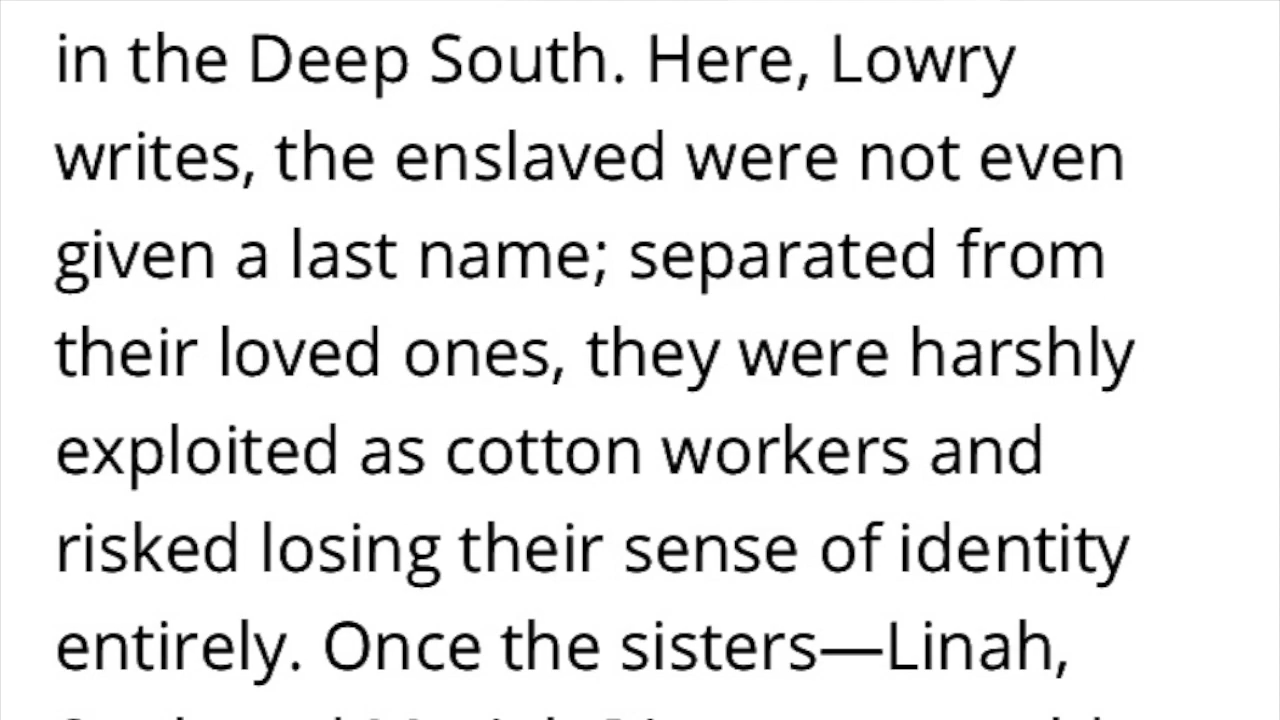 in the Deep South. Here, Lowry
writes, the enslaved were not even
given a last name; separated from
their loved ones, they were harshly
exploited as cotton workers and
risked losing their sense of identity
entirely. Once the sisters—Linah,